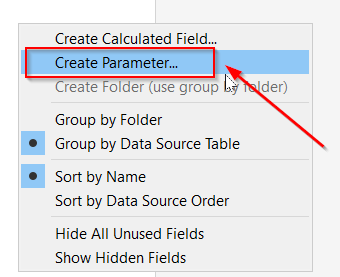 Create Calculated Field...
Create Parameter...
Create Folder (use group by folder)
Group by Folder
Group by Data Source Table
Sort by Name
Sort by Data Source Order
Hide All Unused Fields
Show Hidden Fields